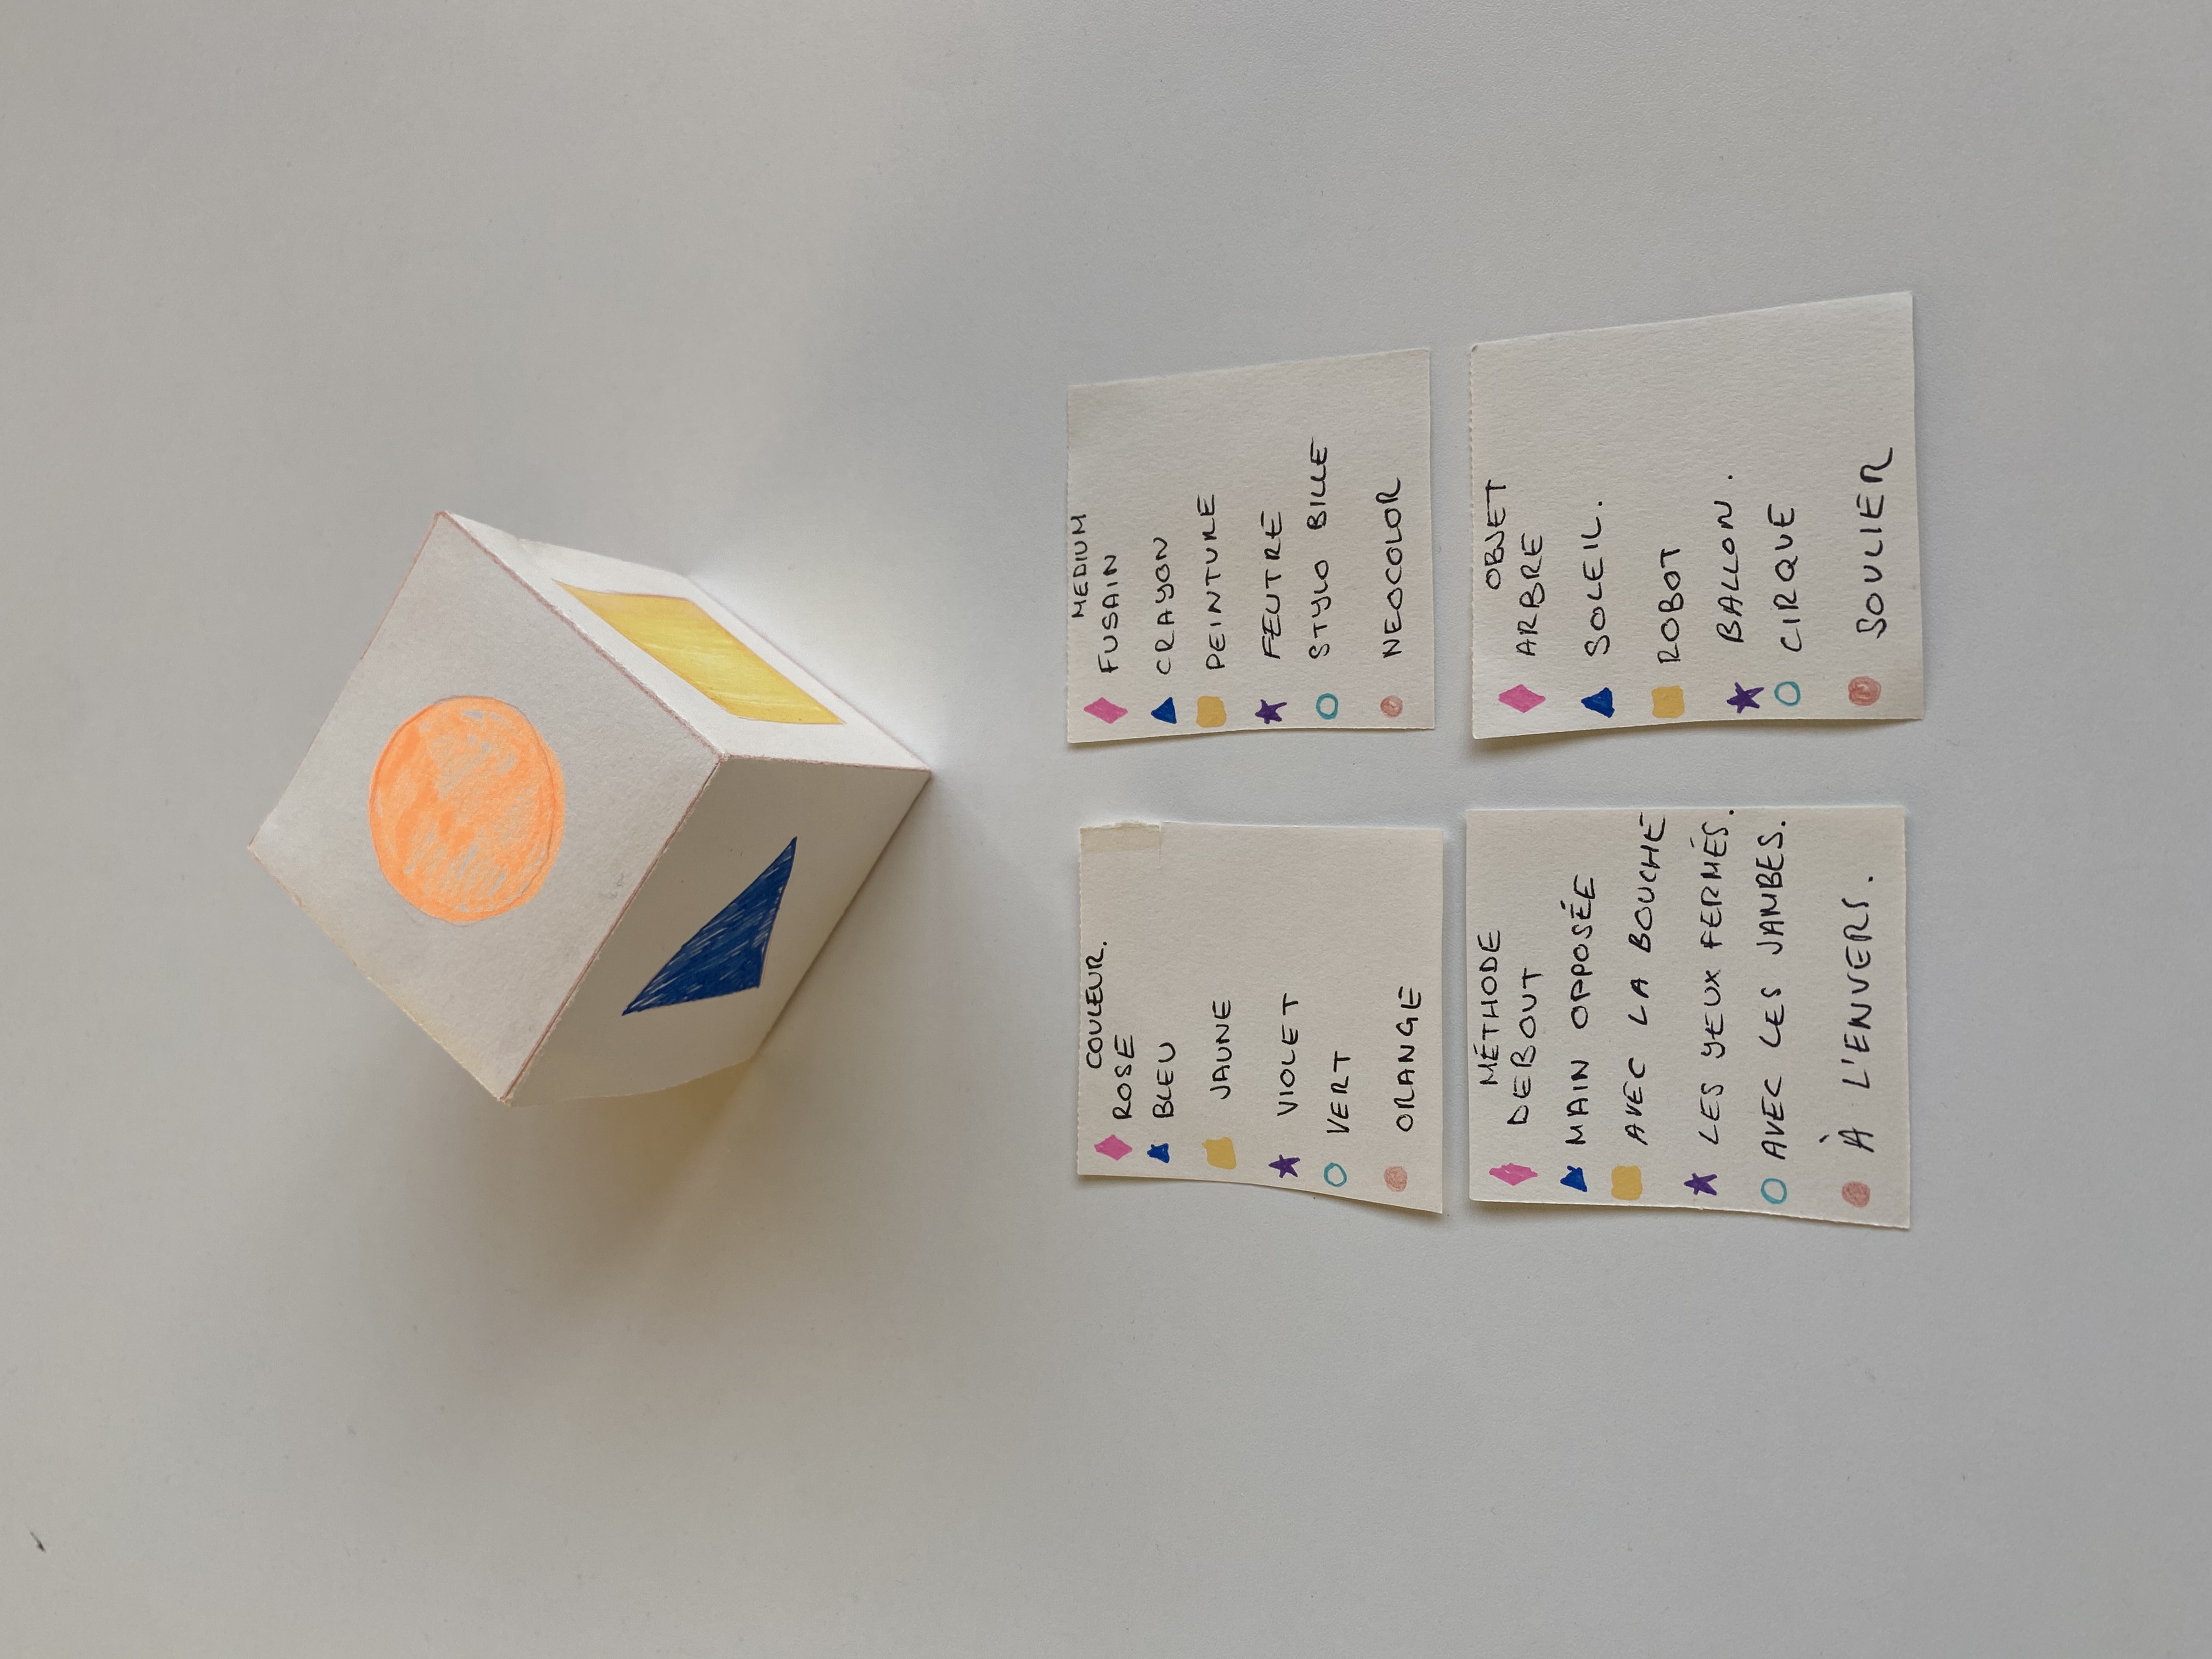 COULEUR.
ROSE
BLEU
JAUNE
VIOLET
VERT
ORANGE
MEDIUM
FUSAIN
CRAYON
PEINTURE
FEUTRE
STYLO BILLE
NEOCOLOR
MÉTHODE
DEBOUT
MAIN OPPOSÉE
AVEC LA BOUCHE
LES YEUX FERMÉS.
AVEC LES JAMBES.
À L'ENVERS.
OBJET
ARBRE
SOLEIL.
ROBOT
BALLON.
CIRQUE
SOULIER